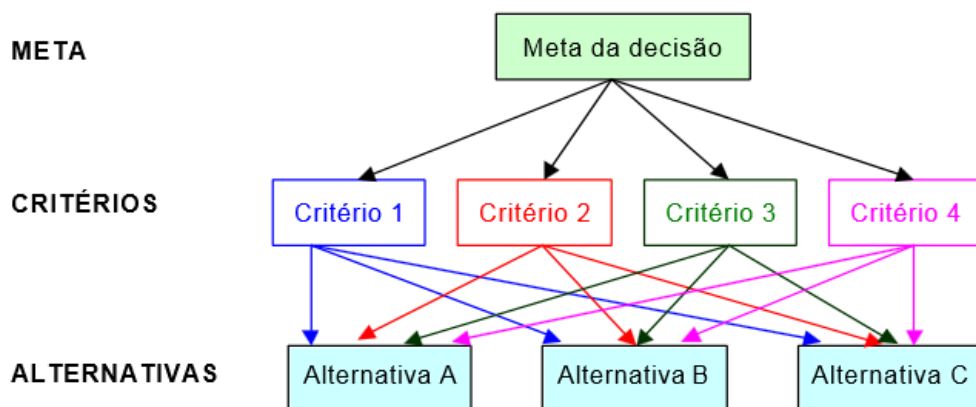 META
Meta da decisão
CRITÉRIOS
Critério 1
Critério 2
Critério 3
Critério 4
ALTERNATIVAS
Alternativa A
Alternativa B
Alternativa C